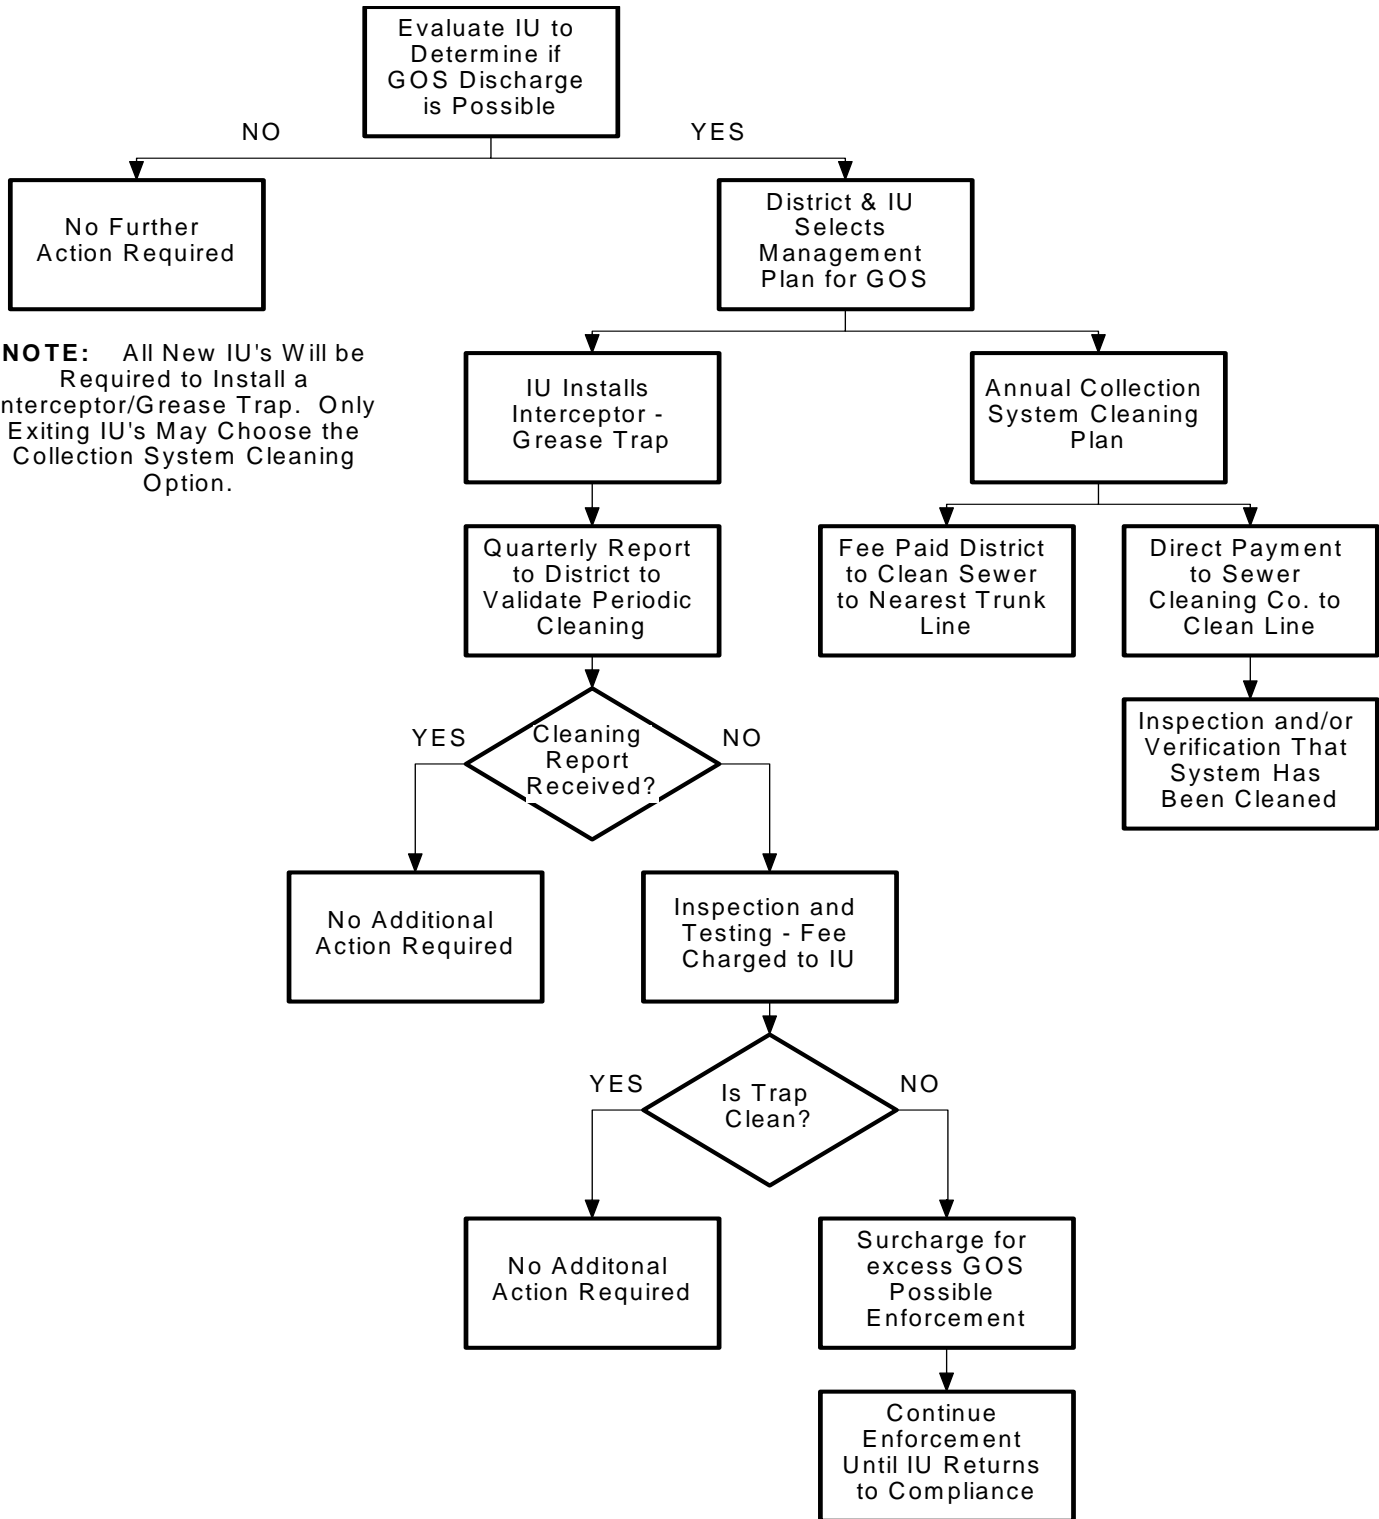 Evaluate IU to
Determine if
GOS Discharge
is Possible
NO
YES
No Further
Action Required
District & IU
Selects
Management
Plan for GOS
NOTE: All New IU's Will be
Required to Install a
nterceptor/Grease Trap. Only
Exiting IU's May Choose the
Collection System Cleaning
Option.
IU Installs
Interceptor -
Grease Trap
Annual Collection
System Cleaning
Plan
Quarterly Report
to District to
Validate Periodic
Cleaning
Fee Paid District
to Clean Sewer
to Nearest Trunk
Line
Direct Payment
to Sewer
Cleaning Co. to
Clean Line
Cleaning
Report
Received?
YES
NO
Inspection and/or
Verification That
System Has
Been Cleaned
No Additional
Action Required
Inspection and
Testing - Fee
Charged to IU
Is Trap
Clean?
YES
NO
No Additonal
Action Required
Surcharge for
excess GOS
Possible
Enforcement
Continue
Enforcement
Until IU Returns
to Compliance